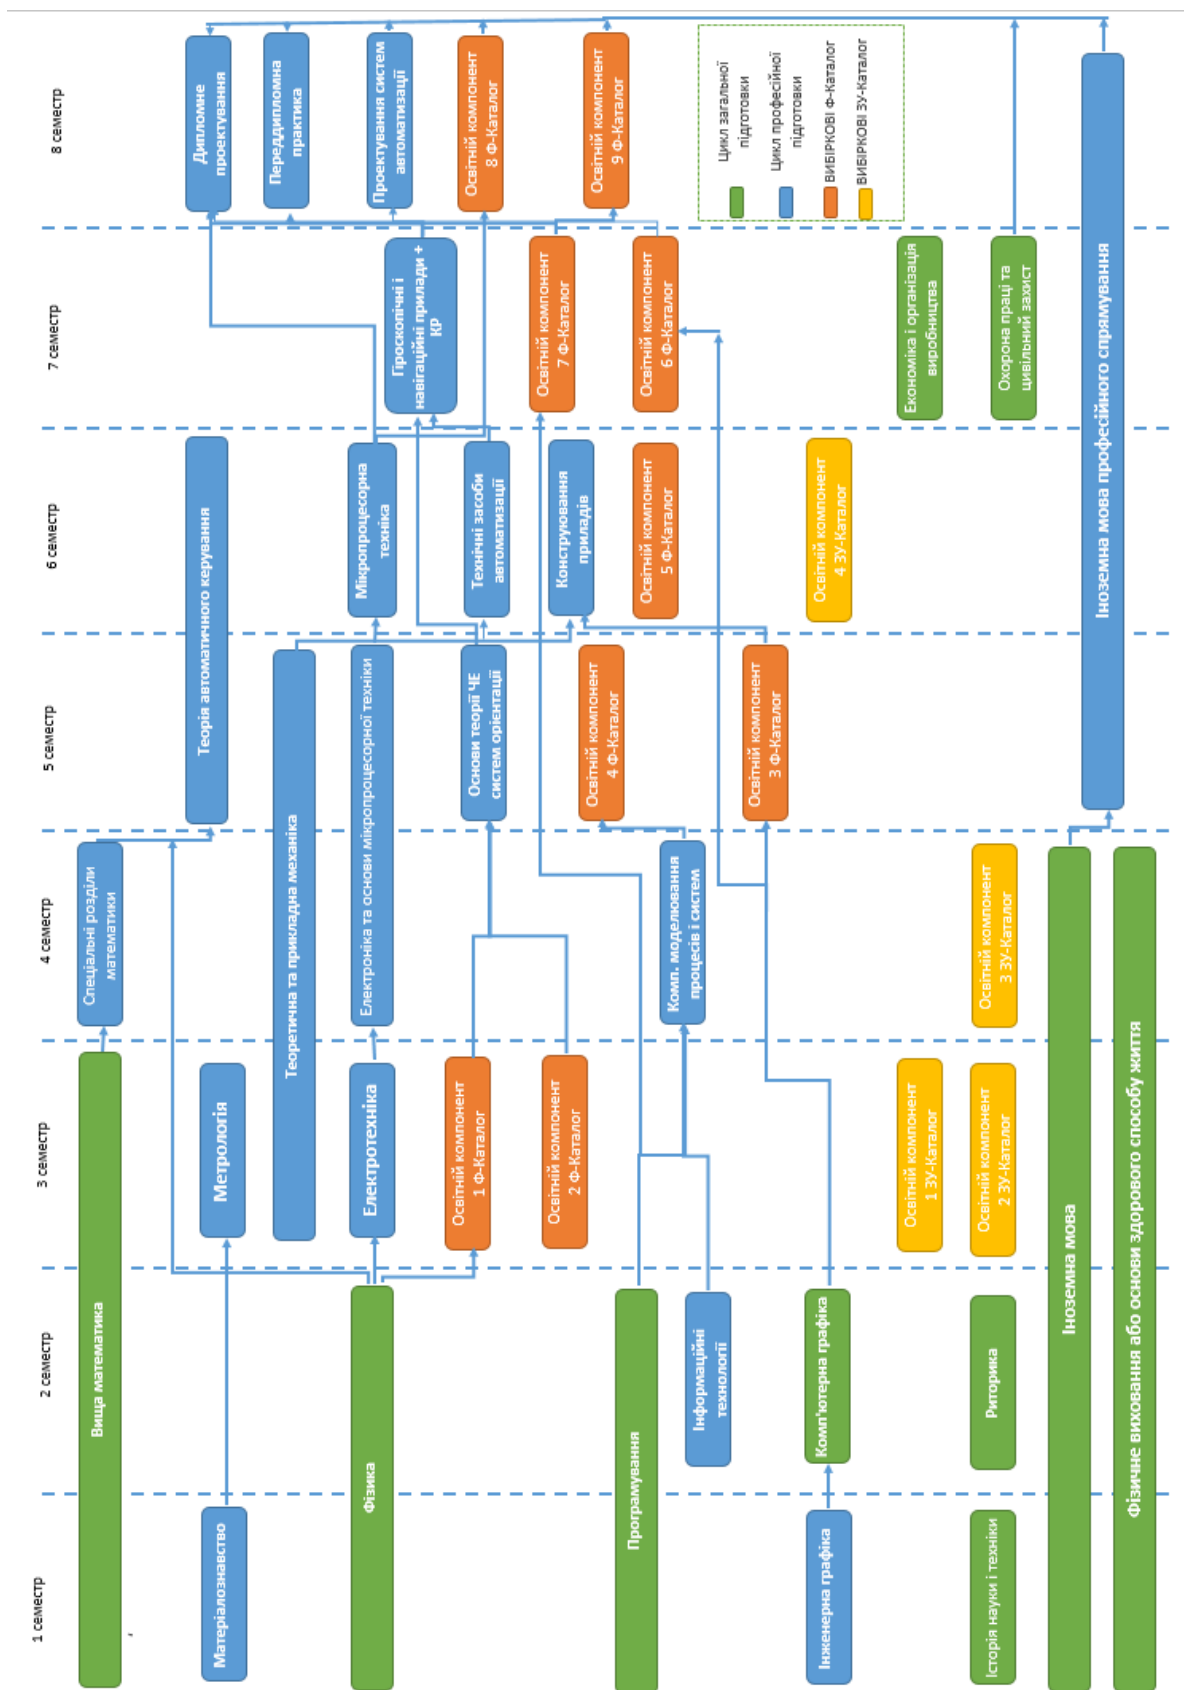 1 семестр
2 семестр
3 семестр
4 семестр
5 семестр
6 семестр
7 семестр
8 семестр
Вища математика
Спеціальні розділи
математики
Матеріалознавство
Метрологія
Теорія автоматичного керування
Дипломне
проектування
Теоретична та прикладна механіка
Переддипломна
практика
Фізика
Електротехніка
Електроніка та основи мікропроцесорної техніки
Мікропроцесорна
техніка
Гіроскопічні і
навігаційні прилади +
КР
Проектування систем
автоматизації
Освітній компонент
1 Ф-Каталог
Основи теорії ЧЕ
систем орієнтації
Технічні засоби
автоматизації
Освітній компонент
8 Ф-Каталог
Освітній компонент
2 Ф-Каталог
Освітній компонент
4 Ф-Каталог
Конструювання
приладів
Освітній компонент
7 Ф-Каталог
Освітній компонент
9 Ф-Каталог
Програмування
Інформаційні
технології
Комп. моделювання
процесів і систем
Освітній компонент
5 Ф-Каталог
Освітній компонент
6 Ф-Каталог
Інженерна графіка
Комп'ютерна графіка
Освітній компонент
3 Ф-Каталог
Освітній компонент
4 ЗУ-Каталог
Освітній компонент
1 ЗУ-Каталог
Економіка і організація
виробництва
Історія науки і техніки
Риторика
Освітній компонент
2 ЗУ-Каталог
Освітній компонент
3 ЗУ-Каталог
Охорона праці та
цивільний захист
Іноземна мова
Іноземна мова професійного спрямування
Фізичне виховання або основи здорового способу життя
Цикл загальної
підготовки
Цикл професійної
підготовки
ВИБІРКОВІ Ф-Каталог
ВИБІРКОВІ ЗУ-Каталог